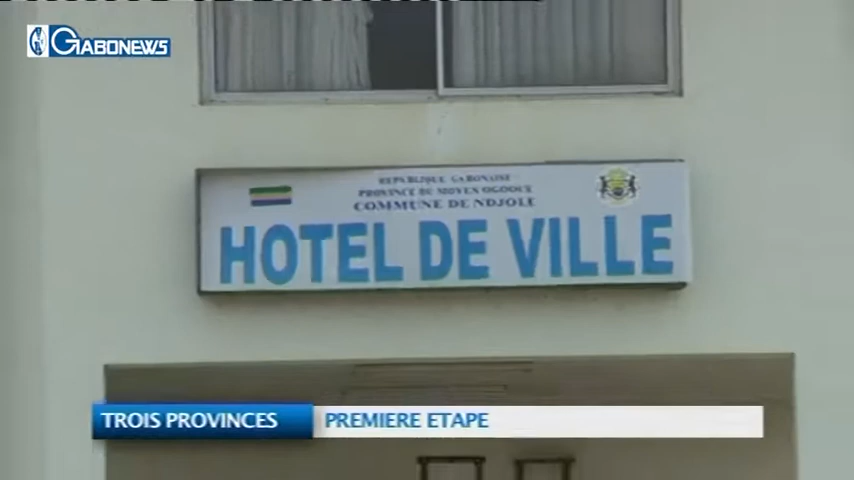 GABONEWS
REPUBLIQUE GABONAISE
PROVINCE DU MOYEN OGOOUE
COMMUNE DE NDJOLE
HOTEL DE VILLE
TROIS PROVINCES PREMIERE ETAPE